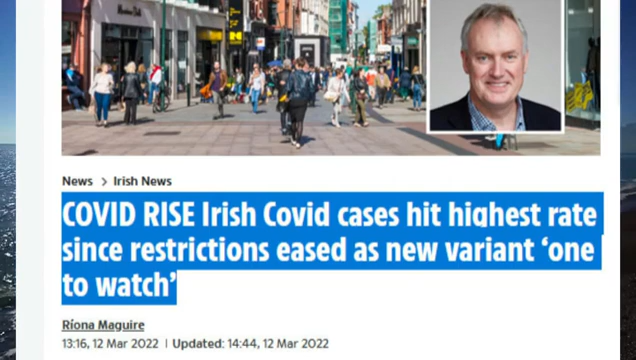 News > Irish News
COVID RISE Irish Covid cases hit highest rate
since restrictions eased as new variant ‘one
to watch’
Ríona Maguire
13:16, 12 Mar 2022 | Updated: 14:44, 12 Mar 2022